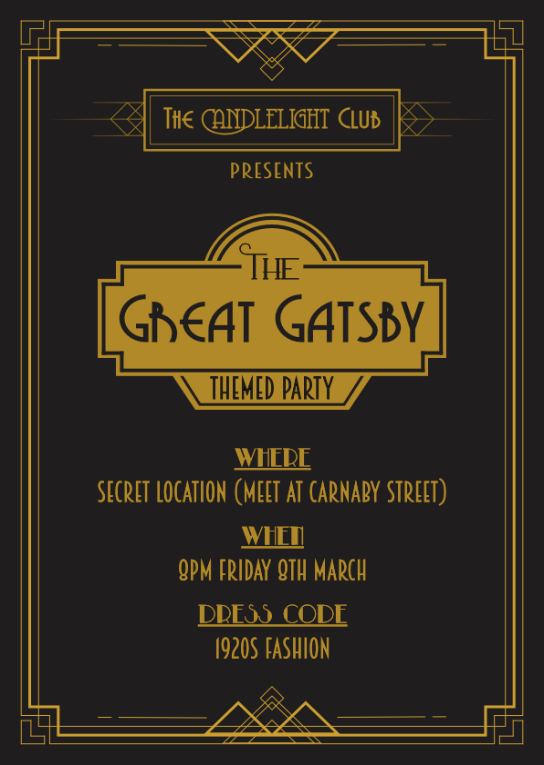 The CANDLELIGHT Club
PRESENTS
THE
GREAT GATSBY
THEMED PARTY
WHERE
SECRET LOCATION (MEET AT CARNABY STREET)
WHEN
8PM FRIDAY 8TH MARCH
DRESS CODE
1920S FASHION